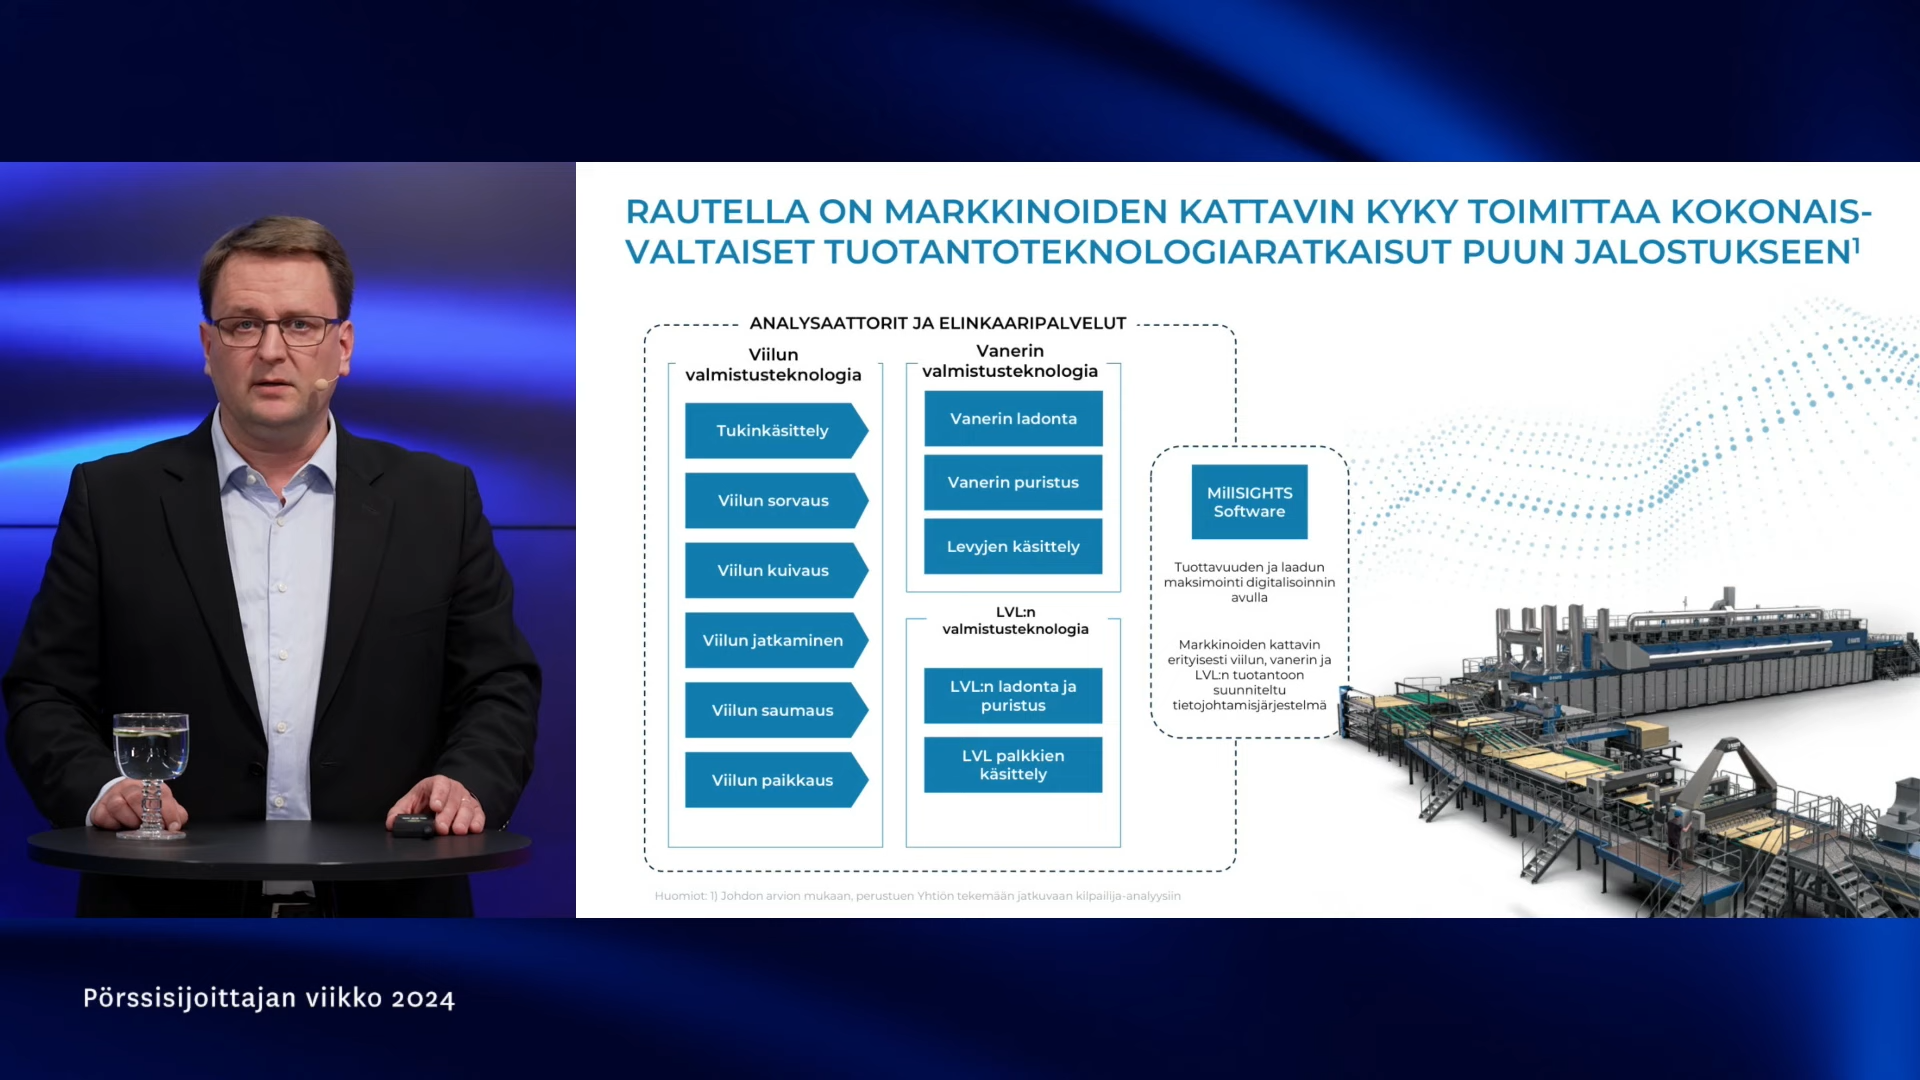 RAUTELLA ON MARKKINOIDEN KATTAVIN KYKY TOIMITTAA KOKONAIS-
VALTAISET TUOTANTOTEKNOLOGIARATKAISUT PUUN JALOSTUKSEEN¹
ANALYSAATTORIT JA ELINKAARIPALVELUT
Viilun
valmistusteknologia
Tukinkäsittely
Viilun sorvaus
Viilun kuivaus
Viilun jatkaminen
Viilun saumaus
Viilun paikkaus
Vanerin
valmistusteknologia
Vanerin ladonta
Vanerin puristus
Levyjen käsittely
LVL:n
valmistusteknologia
LVL:n ladonta ja
puristus
LVL palkkien
käsittely
MillSIGHTS
Software
Tuottavuuden ja laadun
maksimointi digitalisoinnin
avulla
Markkinoiden kattavin
erityisesti viilun, vanerin ja
LVL:n tuotantoon
suunniteltu
tietojohtamisjärjestelmä
Huomiot: 1) Johdon arvion mukaan, perustuen Yhtiön tekemään jatkuvaan kilpailija-analyysiin
Pörssisijoittajan viikko 2024